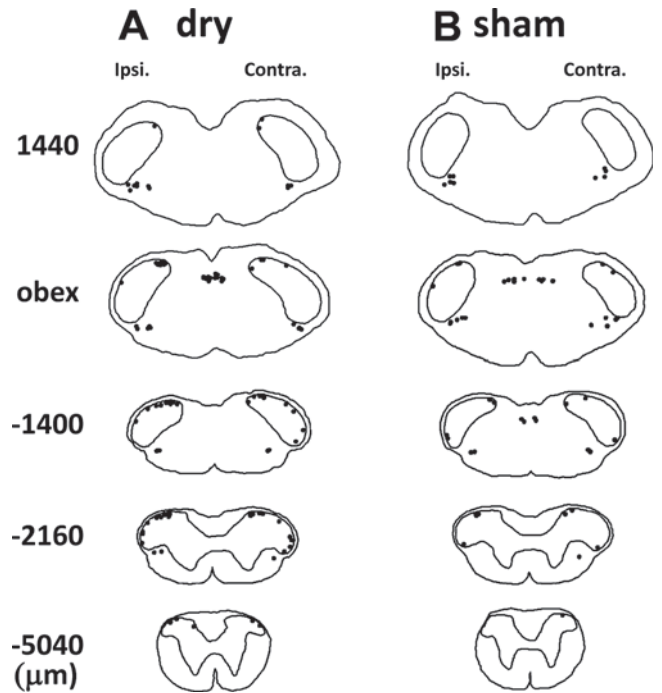 A dry
B sham
Ipsi. Contra.
Ipsi. Contra.
1440
obex
-1400
-2160
-5040
(μm)